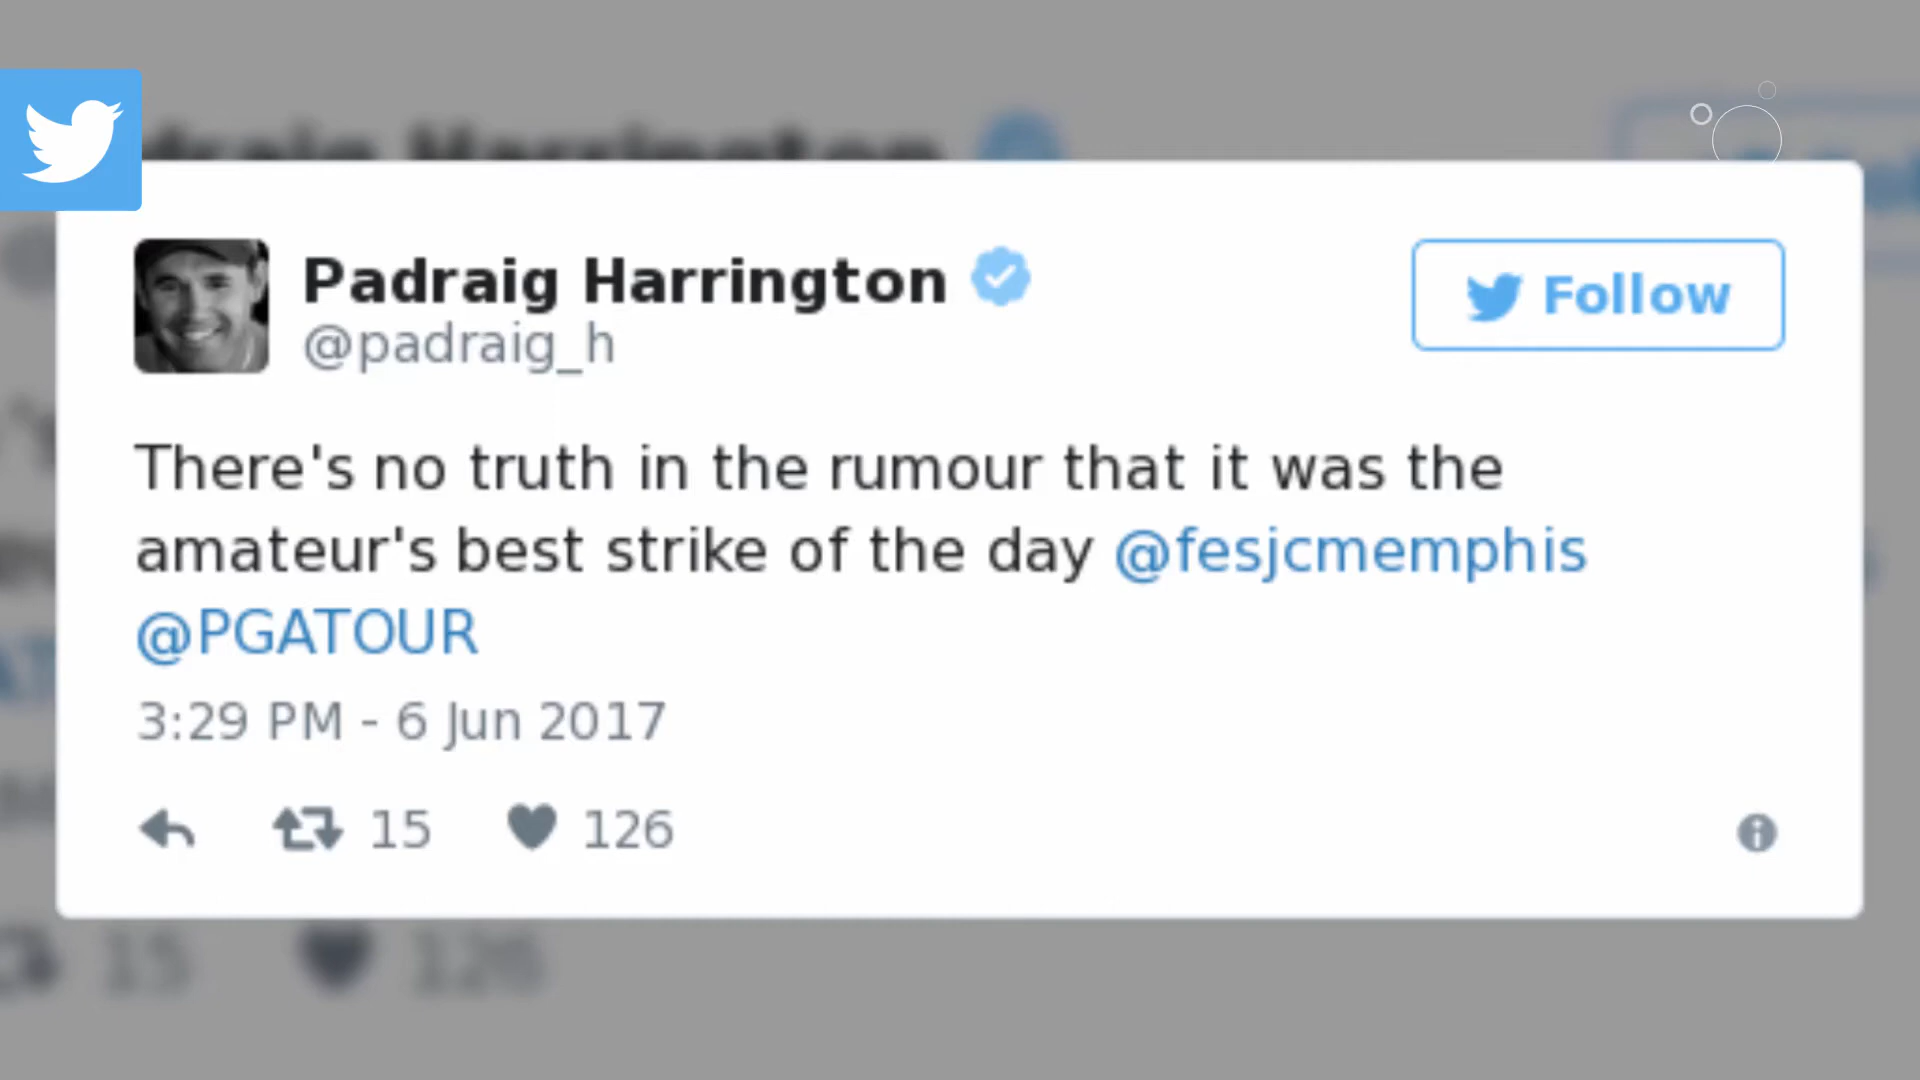 Padraig Harrington
@padraig_h
Follow
There's no truth in the rumour that it was the
amateur's best strike of the day @fesjcmemphis
@PGATOUR
3:29 PM - 6 Jun 2017
15 126